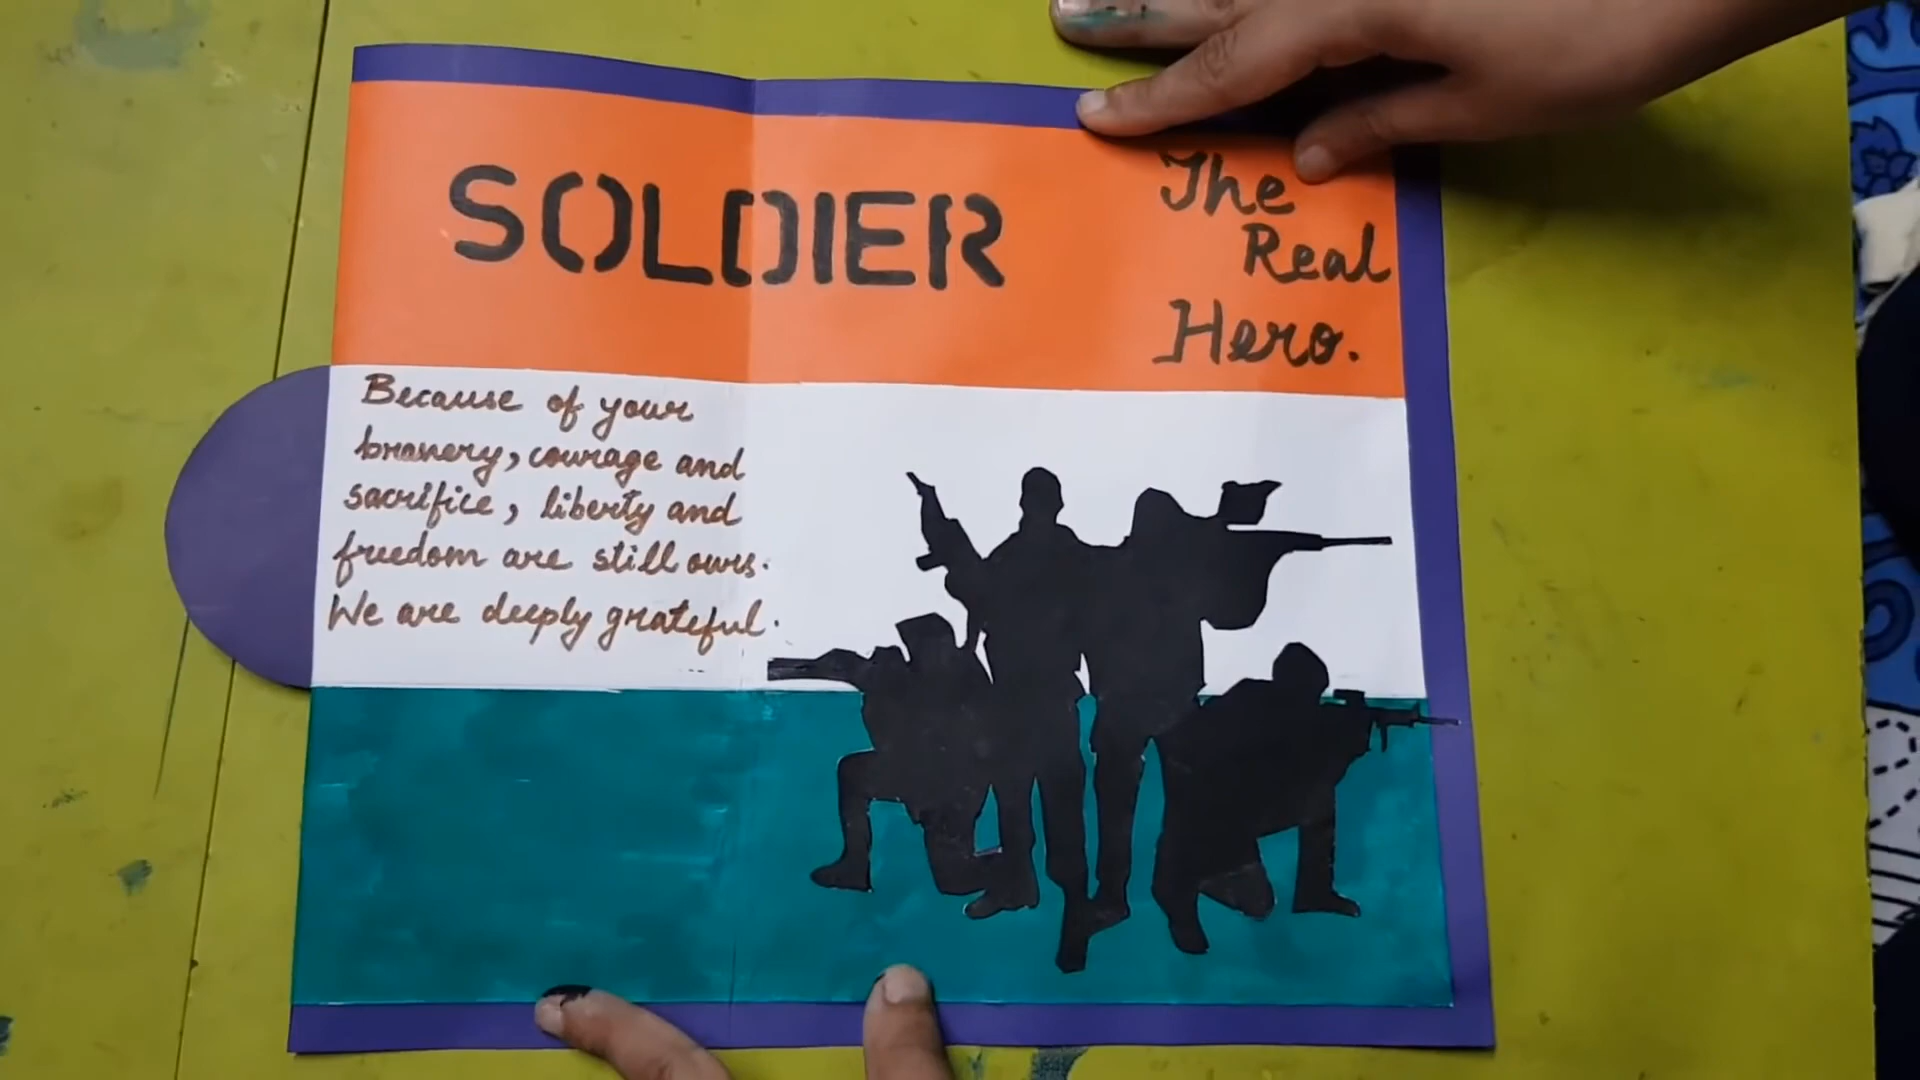 SOLDIER
The
Real
Hero.
Because of your
bravery, courage and
sacrifice, liberty and
freedom are still ours.
We are deeply grateful.